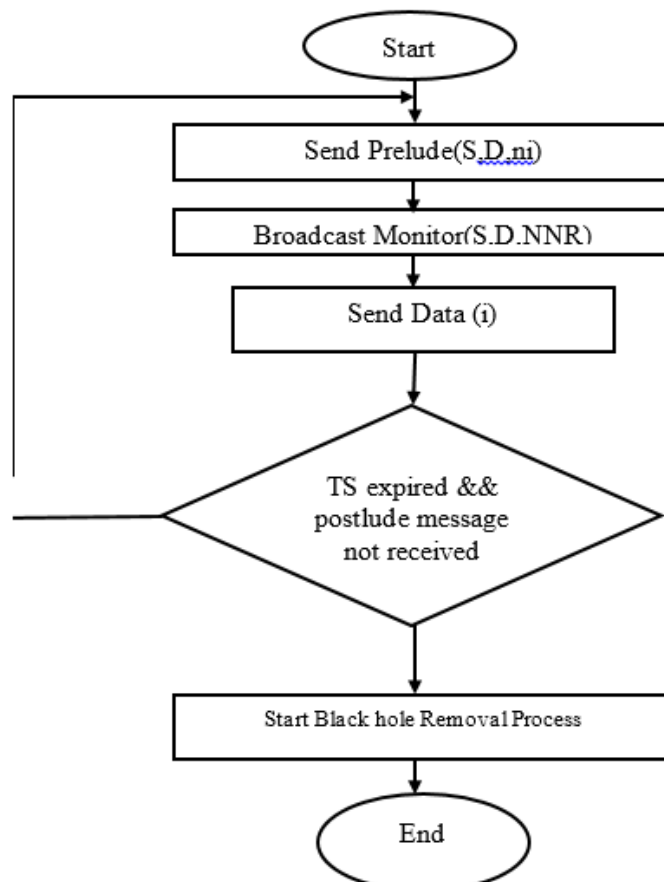 Start
Send Prelude(S,D,ni)
Broadcast Monitor(S,D,NNR)
Send Data (i)
TS expired &&
postlude message
not received
Start Black hole Removal Process
End